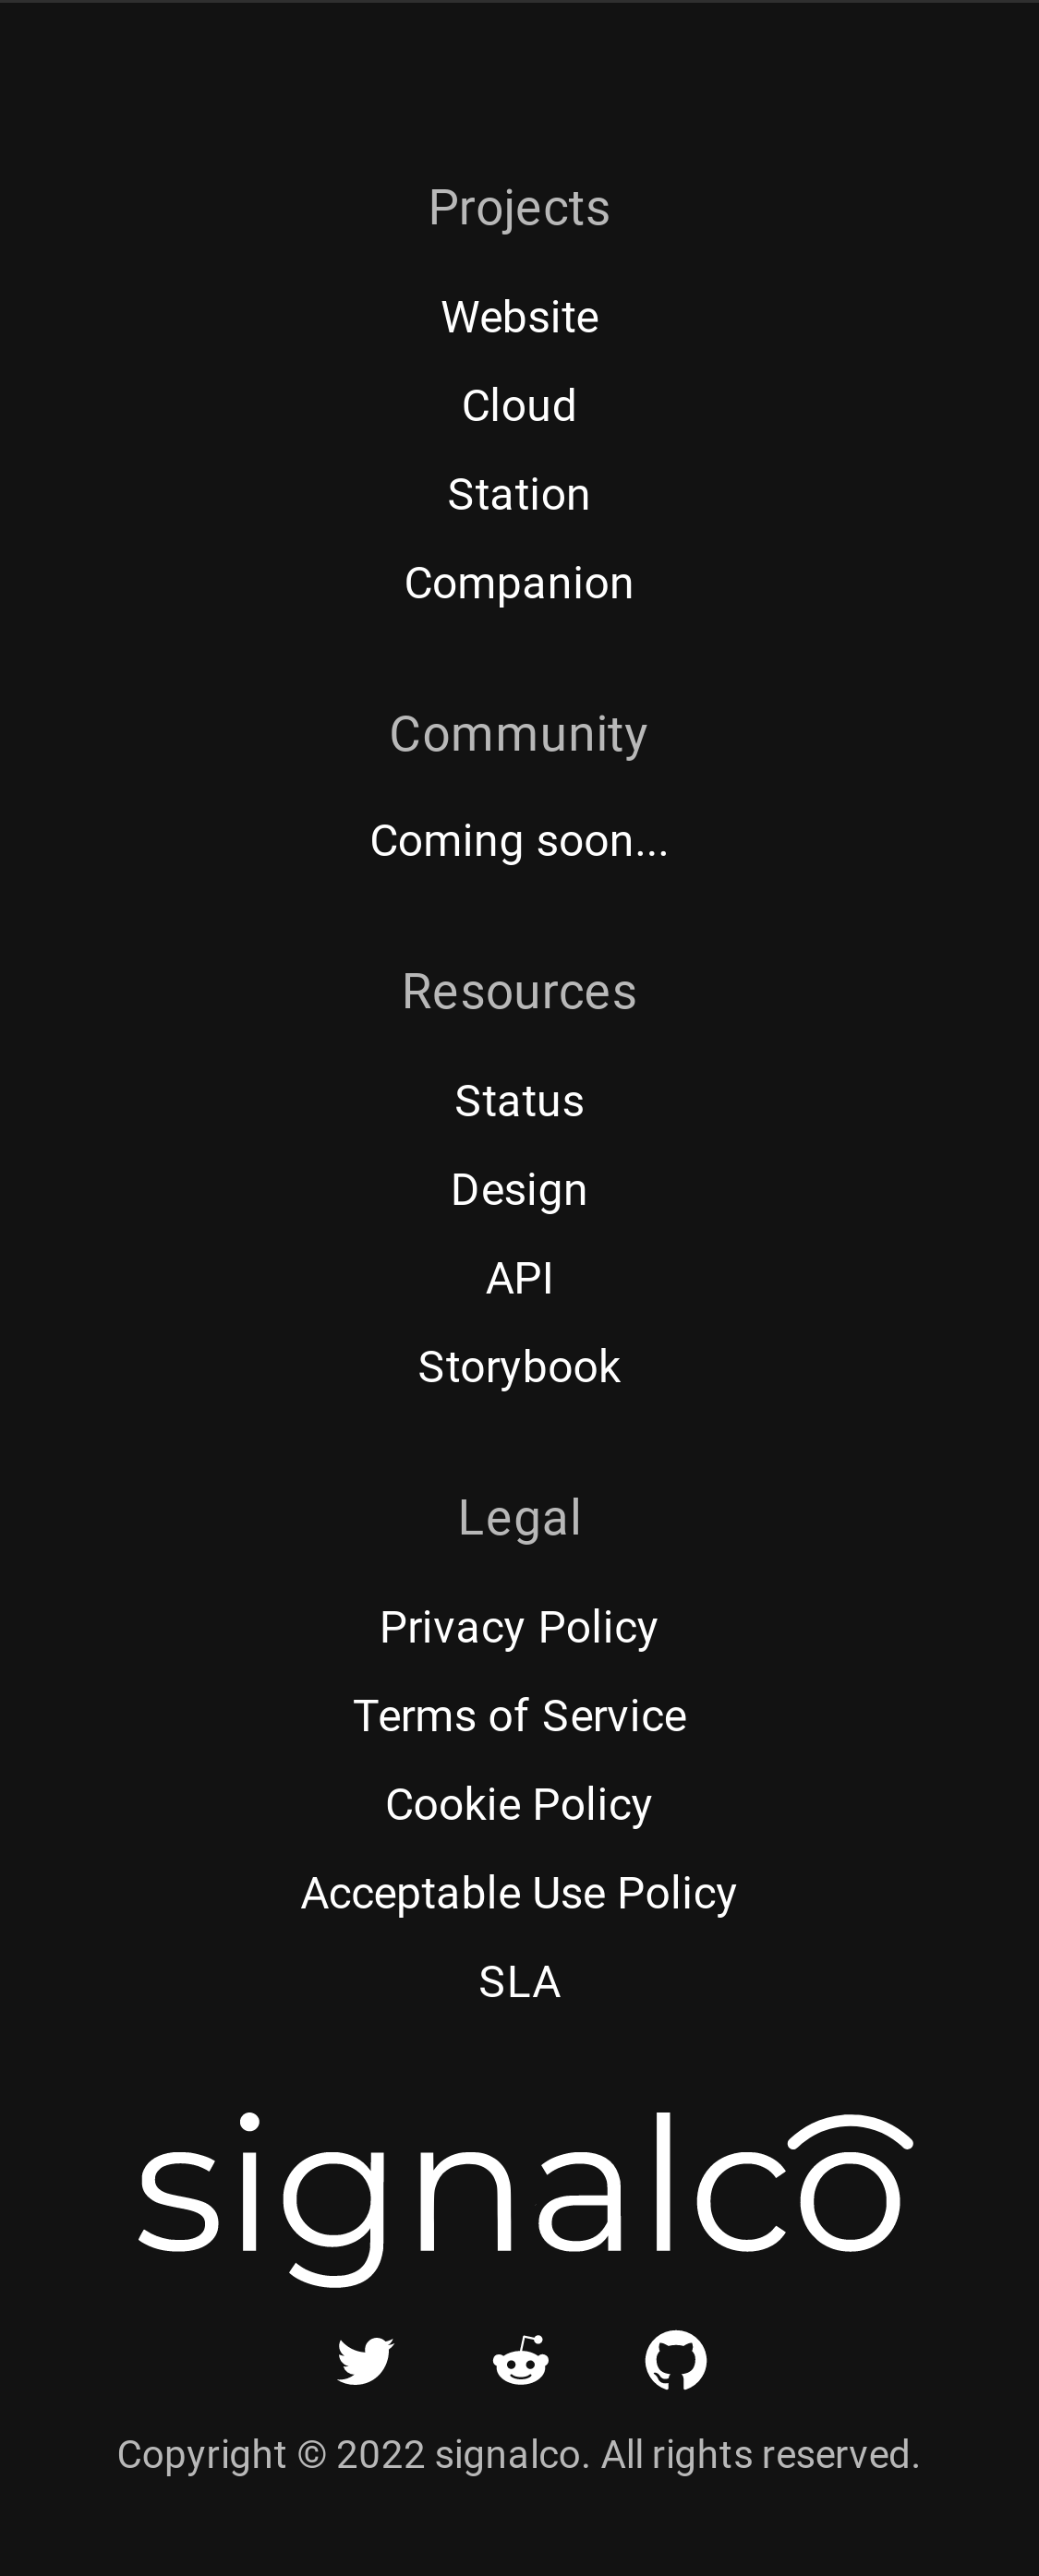 Projects
Website
Cloud
Station
Companion
Community
Coming soon...
Resources
Status
Design
API
Storybook
Legal
Privacy Policy
Terms of Service
Cookie Policy
Acceptable Use Policy
SLA
signalco
Copyright © 2022 signalco. All rights reserved.